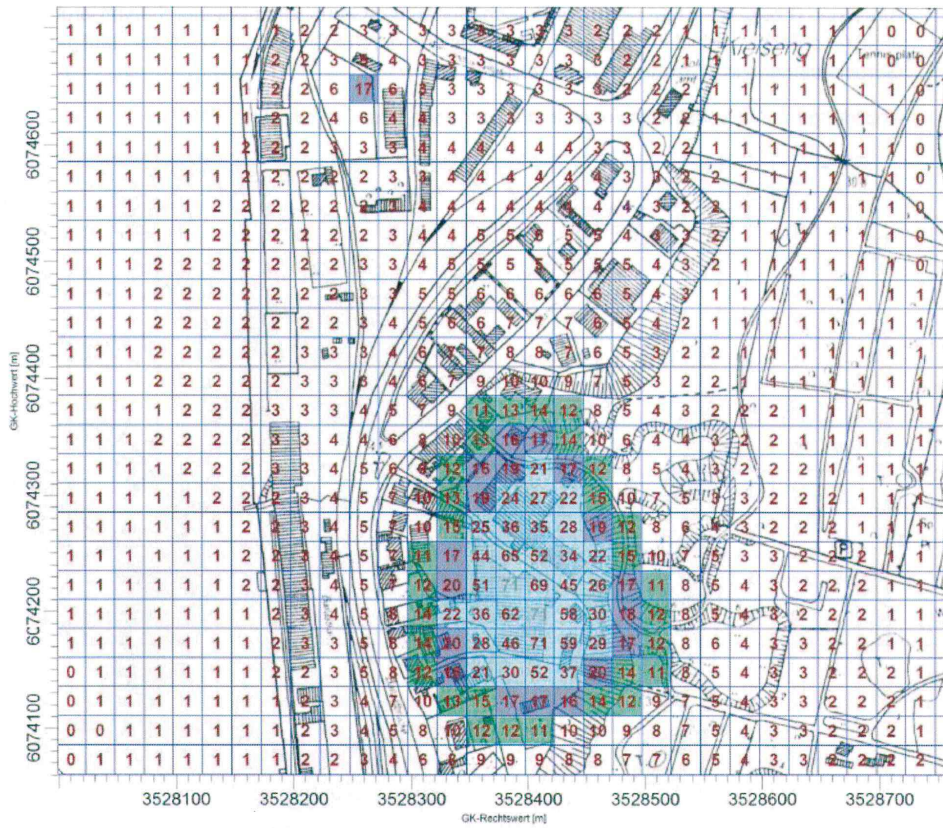 1 1 1 1 1 1 1 1 2 2 3 3 3 3 3 3 3 2 2 2 1 1 1 1 1 1 0 0
Kielseng
1 1 1 1 1 1 1 2 2 3 4 3 3 3 3 3 3 3 2 2 1 1 1 1 1 1 0 0
1 1 1 1 1 1 1 2 2 6 17 6 3 3 3 3 3 3 3 2 2 1 1 1 1 1 1 1 0
1 1 1 1 1 1 1 2 2 4 6 4 4 3 3 3 3 3 3 3 2 2 1 1 1 1 1 1 1 0
1 1 1 1 1 1 2 2 2 3 3 3 4 4 4 4 4 4 3 3 2 2 1 1 1 1 1 1 1 0
1 1 1 1 1 1 2 2 2 2 2 3 3 4 4 4 4 4 4 3 3 2 2 1 1 1 1 1 1 0
1 1 1 1 1 2 2 2 2 2 2 2 3 4 4 4 4 4 4 4 3 2 2 1 1 1 1 1 1 0
1 1 1 1 1 2 2 2 2 2 2 3 4 4 5 5 5 5 5 4 3 2 1 1 1 1 1 1 0
1 1 1 2 2 2 2 2 2 2 3 3 4 5 5 5 5 5 5 4 3 2 1 1 1 1 1 1 0
1 1 1 2 2 2 2 2 2 2 3 3 5 5 6 6 6 6 6 5 4 3 1 1 1 1 1 1 1
1 1 1 2 2 2 2 2 2 2 3 4 5 6 6 7 7 7 6 5 4 2 1 1 1 1 1 1 1
1 1 1 2 2 2 2 2 3 3 3 4 6 7 7 8 8 7 6 5 3 2 2 1 1 1 1 1 1 1
1 1 1 2 2 2 2 2 3 3 3 4 6 7 9 10 10 9 7 5 2 2 1 1 1 1 1 1 1
1 1 1 1 2 2 2 3 3 3 4 5 7 11 13 14 12 8 5 4 3 2 2 2 1 1 1 1 1
1 1 1 1 2 2 2 3 3 4 4 6 8 10 13 16 17 14 10 6 4 4 3 2 2 1 1 1 1 1
1 1 1 2 2 2 2 3 3 4 5 6 12 15 19 21 17 12 8 5 4 3 2 2 2 2 1 1 1
1 1 1 1 1 2 2 2 3 4 5 7 10 13 19 24 27 22 15 10 7 5 3 3 2 2 2 1 1 1
1 1 1 1 1 1 2 2 3 4 5 7 10 15 25 36 35 28 19 12 6 4 3 2 2 2 1 1
1 1 1 1 1 1 2 2 3 4 5 7 11 17 44 65 52 34 22 15 10 5 3 3 2 2 2 1 1
1 1 1 1 1 1 2 2 3 5 7 12 20 51 69 45 26 17 11 8 5 4 3 2 2 2 1
1 1 1 1 1 1 1 2 3 4 5 8 14 22 36 62 58 30 18 12 8 5 4 3 3 2 2 1 1
1 1 1 1 1 1 1 2 3 3 5 8 14 20 28 46 71 59 29 17 12 8 6 4 3 3 2 2 1 1
0 1 1 1 1 1 1 2 2 3 8 12 16 21 30 52 37 20 14 11 8 5 4 3 3 2 2 2 1
0 1 1 1 1 1 1 1 2 3 4 7 10 13 15 17 17 16 14 12 9 5 4 3 3 2 2 2 1
0 0 1 1 1 1 1 1 2 3 4 5 8 10 12 12 11 10 10 9 8 7 5 4 3 3 2 2 2 1
0 1 1 1 1 1 1 1 2 2 3 4 6 8 9 9 9 8 8 7 6 5 4 3 3 2 2 2 2
6074600
6074500
6074400
6074300
6074200
6074100
GK-Hochwert [m]
3528100 3528200 3528300 3528400 3528500 3528600 3528700
GK-Rechtswert [m]